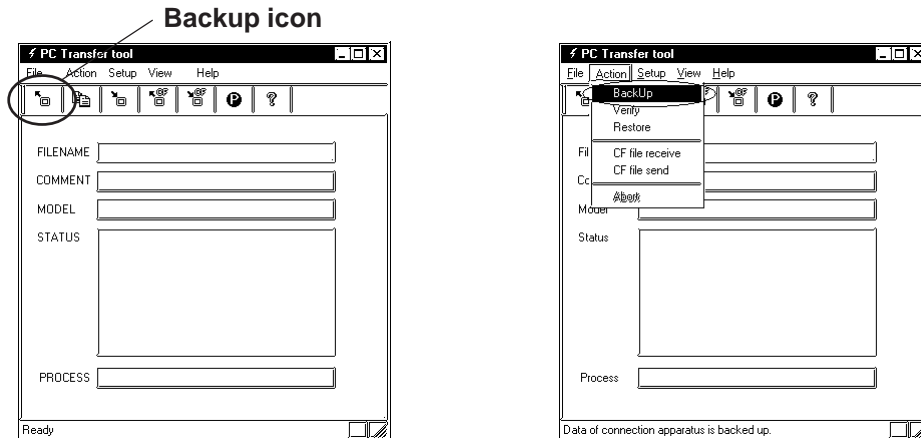 Backup icon
PC Transfer tool
File Action Setup View Help
FILENAME
COMMENT
MODEL
STATUS
PROCESS
Ready
PC Transfer tool
File Action Setup View Help
BackUp
Verify
Restore
CF file receive
CF file send
Abort
Model
Status
Process
Data of connection apparatus is backed up.